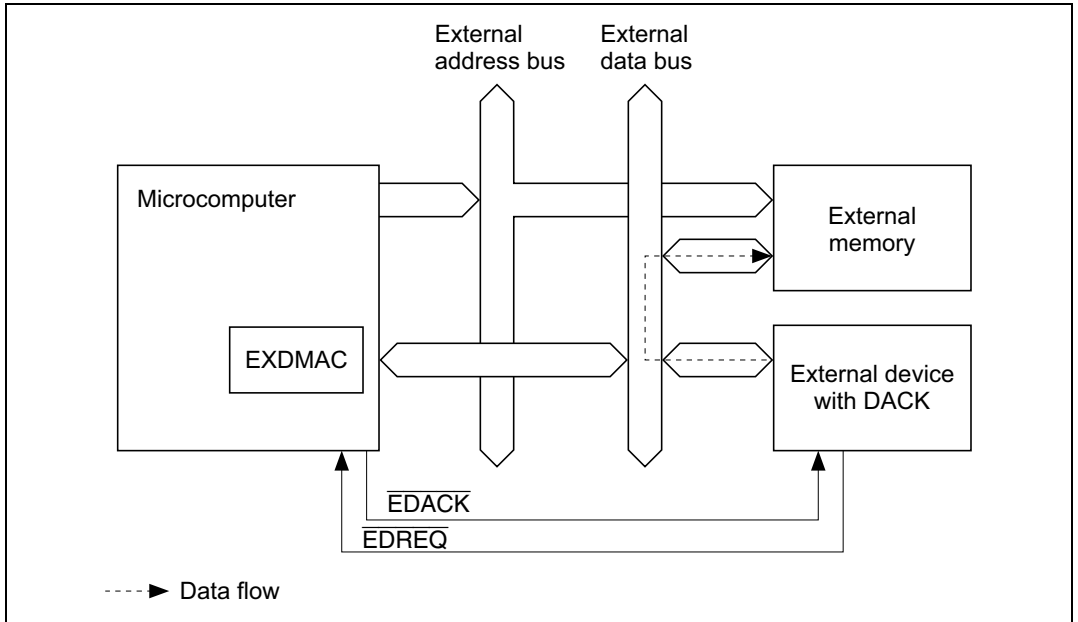 External
address bus
External
data bus
Microcomputer
External
memory
EXDMAC
External device
with DACK
EDACK
EDREQ
Data flow